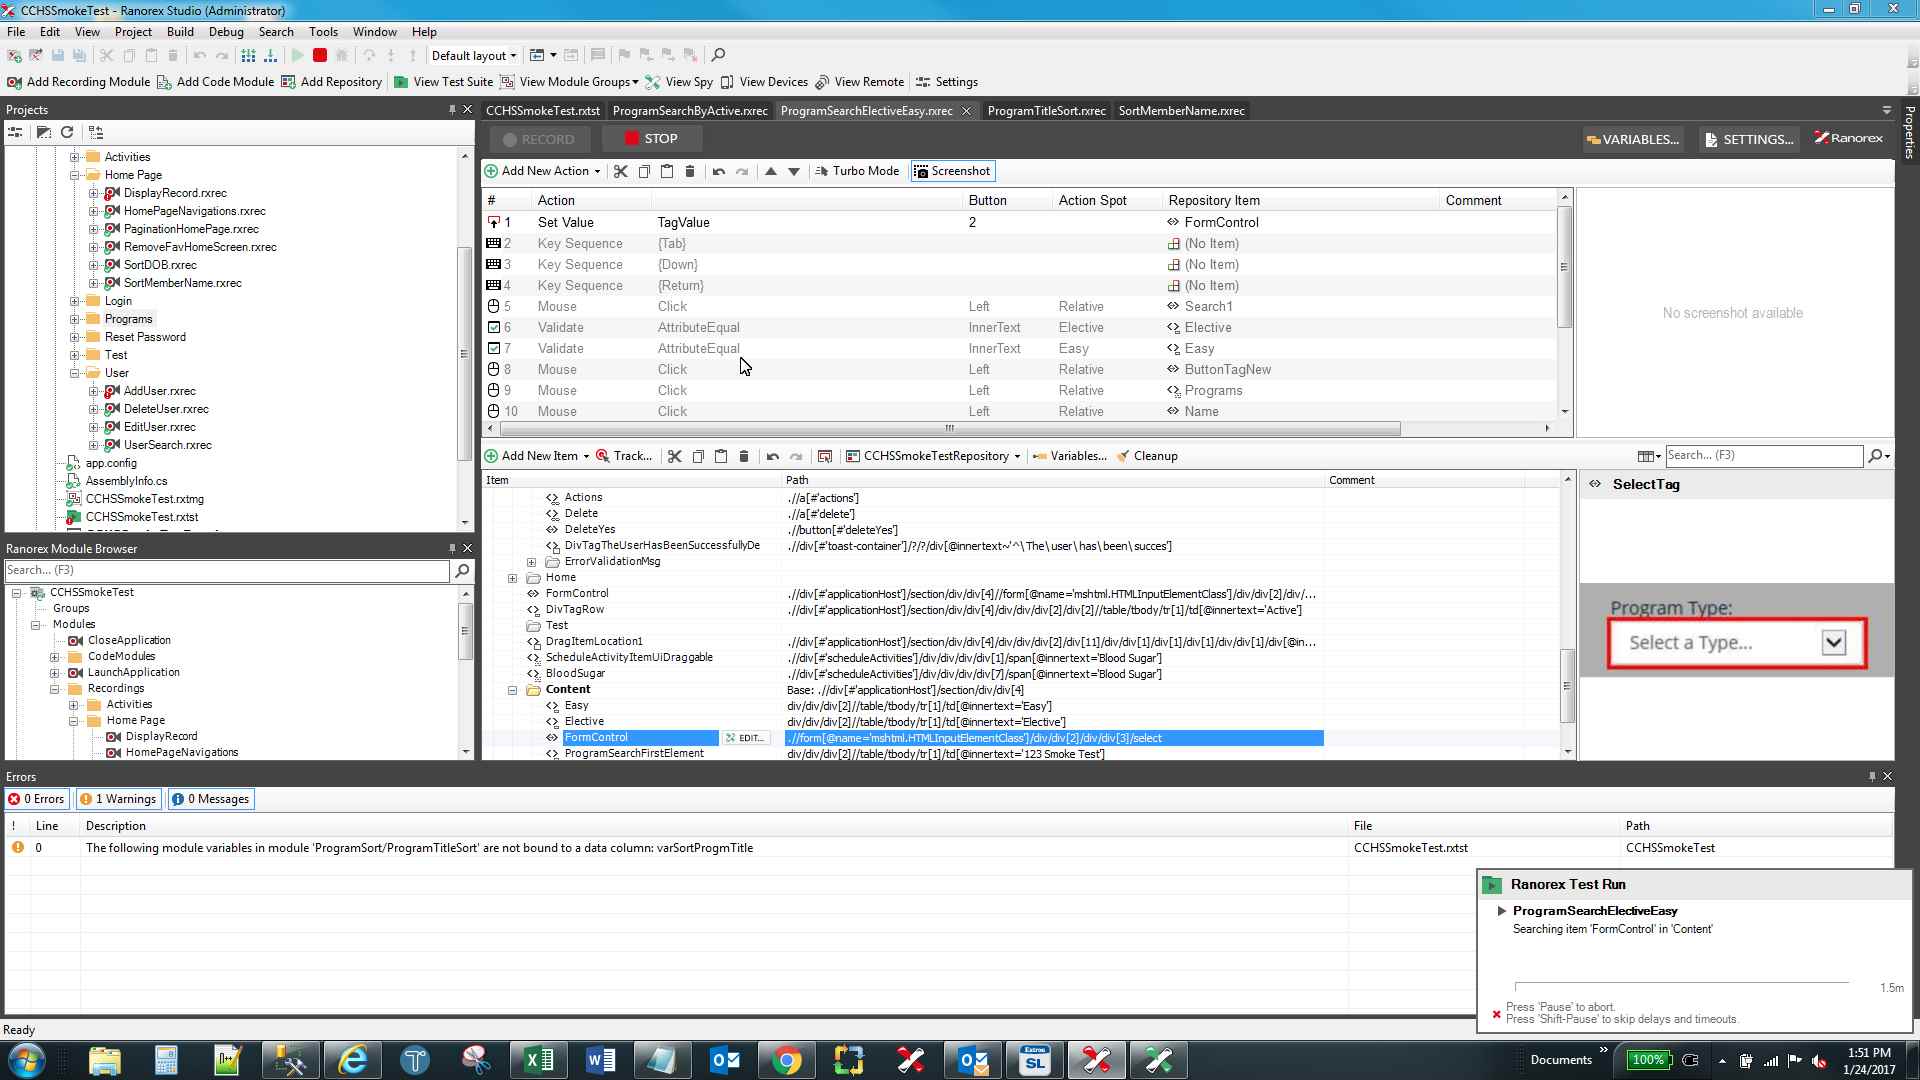 CCHSSmokeTest - Ranorex Studio (Administrator)
File Edit View Project Build Debug Search Tools Window Help
Default layout
Add Recording Module Add Code Module Add Repository View Test Suite View Module Groups View Spy View Devices View Remote Settings
Projects
Activities
Home Page
DisplayRecord.rxrec
HomePageNavigations.rxrec
PaginationHomePage.rxrec
RemoveFavHomeScreen.rxrec
SortDOB.rxrec
SortMemberName.rxrec
Login
Programs
Reset Password
Test
User
AddUser.rxrec
DeleteUser.rxrec
EditUser.rxrec
UserSearch.rxrec
app.config
AssemblyInfo.cs
CCHSSmokeTest.rxtmg
CCHSSmokeTest.rxtst
Ranorex Module Browser
Search... (F3)
CCHSSmokeTest
Groups
Modules
CloseApplication
CodeModules
LaunchApplication
Recordings
Activities
Home Page
DisplayRecord
HomePageNavigations
CCHSSmokeTest.rxtst ProgramSearchByActive.rxrec ProgramSearchElectiveEasy.rxrec ProgramTitleSort.rxrec SortMemberName.rxrec
Properties
RECORD STOP VARIABLES... SETTINGS... Ranorex
Add New Action Turbo Mode Screenshot
# Action Button Action Spot Repository Item Comment
1 Set Value TagValue 2 FormControl
2 Key Sequence {Tab} (No Item)
3 Key Sequence {Down} (No Item)
4 Key Sequence {Return} (No Item)
5 Mouse Click Left Relative Search1
6 Validate AttributeEqual InnerText Elective Elective
7 Validate AttributeEqual InnerText Easy Easy
8 Mouse Click Left Relative ButtonTagNew
9 Mouse Click Left Relative Programs
10 Mouse Click Left Relative Name
No screenshot available
Add New Item Track... CCHSSmokeTestRepository Variables... Cleanup Search... (F3)
Item Path Comment
Actions .//a[#'actions']
Delete .//a[#'delete']
DeleteYes .//button[#'deleteYes']
DivTagTheUserHasBeenSuccessfullyDe .//div[#'toast-container']/?/?/div[@innertext~'^\ The\ user\ has\ been\ succes']
ErrorValidationMsg
Home
FormControl .//div[#'applicationHost']/section/div/div[4]//form[@name='mshtml.HTMLInputElementClass']/div/div[2]/div/...
DivTagRow .//div[#'applicationHost']/section/div/div[4]/div/div[2]/div[2]//table/tbody/tr[1]/td[@innertext='Active']
Test
DragItemLocation1 .//div[#'applicationHost']/section/div/div[4]/div/div/div[2]/div[11]/div/div[1]/div[1]/div[1]/div/div[1]/div[@in...
ScheduleActivityItemUiDraggable .//div[#'scheduleActivities']/div/div/div/div[1]/span[@innertext='Blood Sugar']
BloodSugar .//div[#'scheduleActivities']/div/div/div/div[7]/span[@innertext='Blood Sugar']
Content Base: .//div[#'applicationHost']/section/div/div[4]
Easy div/div/div[2]//table/tbody/tr[1]/td[@innertext='Easy']
Elective div/div/div[2]//table/tbody/tr[1]/td[@innertext='Elective']
FormControl EDIT... .//form[@name='mshtml.HTMLInputElementClass']/div/div[2]/div/div[3]/select
ProgramSearchFirstElement div/div/div[2]//table/tbody/tr[1]/td[@innertext='123 Smoke Test']
SelectTag
Program Type:
Select a Type...
Errors
0 Errors 1 Warnings 0 Messages
! Line Description File Path
0 The following module variables in module 'ProgramSort/ProgramTitleSort' are not bound to a data column: varSortProgmTitle CCHSSmokeTest.rxtst CCHSSmokeTest
Ranorex Test Run
ProgramSearchElectiveEasy
Searching item 'FormControl' in 'Content'
1.5m
Press 'Pause' to abort.
Press 'Shift-Pause' to skip delays and timeouts.
Ready
Extron
SL
Documents
100%
1:51 PM
1/24/2017